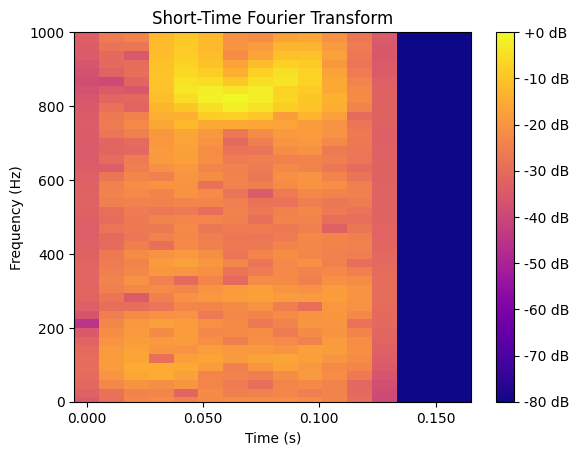 Short-Time Fourier Transform
Frequency (Hz)
1000
800
600
400
200
0
0.000
0.050
0.100
0.150
Time (s)
+0 dB
-10 dB
-20 dB
-30 dB
-40 dB
-50 dB
-60 dB
-70 dB
-80 dB